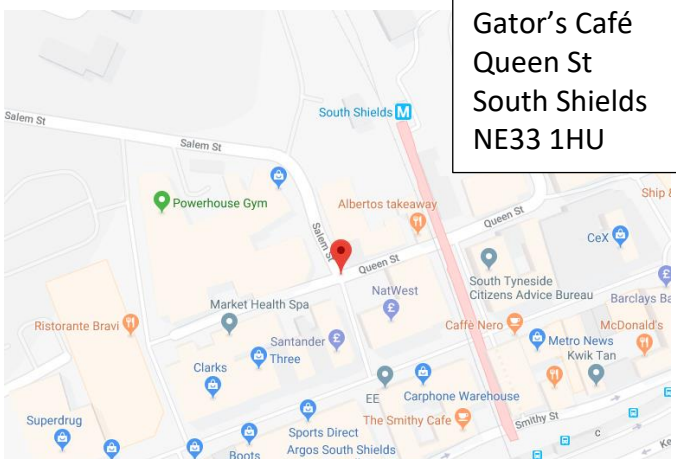 Gator's Café
Queen St
South Shields
NE33 1HU
South Shields M
Salem St
Salem St
Powerhouse Gym
Albertos takeaway
Ship
Salem St
Queen St
CeX
Queen St
South Tyneside
Citizens Advice Bureau
NatWest
Barclays Ba
Market Health Spa
Ristorante Bravi
Caffè Nero
McDonald's
Santander
Metro News
Three
Kwik Tan
Clarks
EE
Carphone Warehouse
Superdrug
The Smithy Cafe
Smithy St
Sports Direct
Argos South Shields
Boots
C
Ke